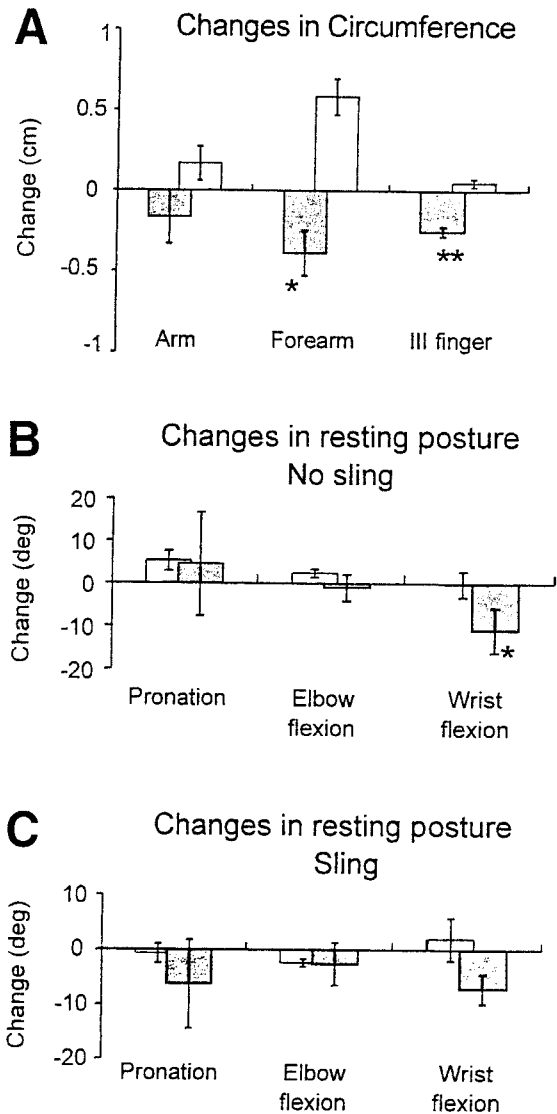 A
Changes in Circumference
Change (cm)
1
0.5
0
-0.5
-1
*
**
Arm
Forearm
III finger
B
Changes in resting posture
No sling
Change (deg)
20
10
0
-10
-20
*
Pronation
Elbow
flexion
Wrist
flexion
C
Changes in resting posture
Sling
Change (deg)
10
0
-10
-20
Pronation
Elbow
flexion
Wrist
flexion